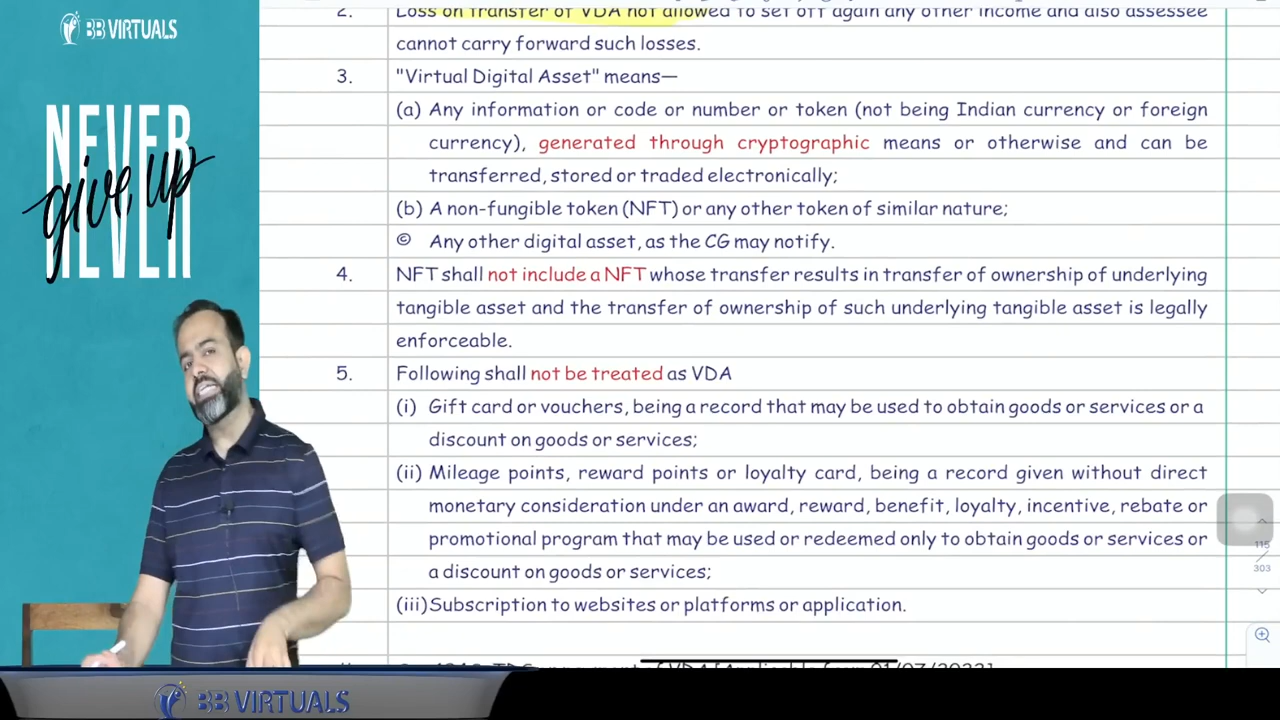 BB VIRTUALS
NEVER
give up
NEVER
2. Loss on transfer of VDA not allowed to set off again any other income and also assessee
cannot carry forward such losses.
3. "Virtual Digital Asset" means—
(a) Any information or code or number or token (not being Indian currency or foreign
currency), generated through cryptographic means or otherwise and can be
transferred, stored or traded electronically;
(b) A non-fungible token (NFT) or any other token of similar nature;
© Any other digital asset, as the CG may notify.
4. NFT shall not include a NFT whose transfer results in transfer of ownership of underlying
tangible asset and the transfer of ownership of such underlying tangible asset is legally
enforceable.
5. Following shall not be treated as VDA
(i) Gift card or vouchers, being a record that may be used to obtain goods or services or a
discount on goods or services;
(ii) Mileage points, reward points or loyalty card, being a record given without direct
monetary consideration under an award, reward, benefit, loyalty, incentive, rebate or
promotional program that may be used or redeemed only to obtain goods or services or
a discount on goods or services;
(iii) Subscription to websites or platforms or application.
115
303
BB VIRTUALS